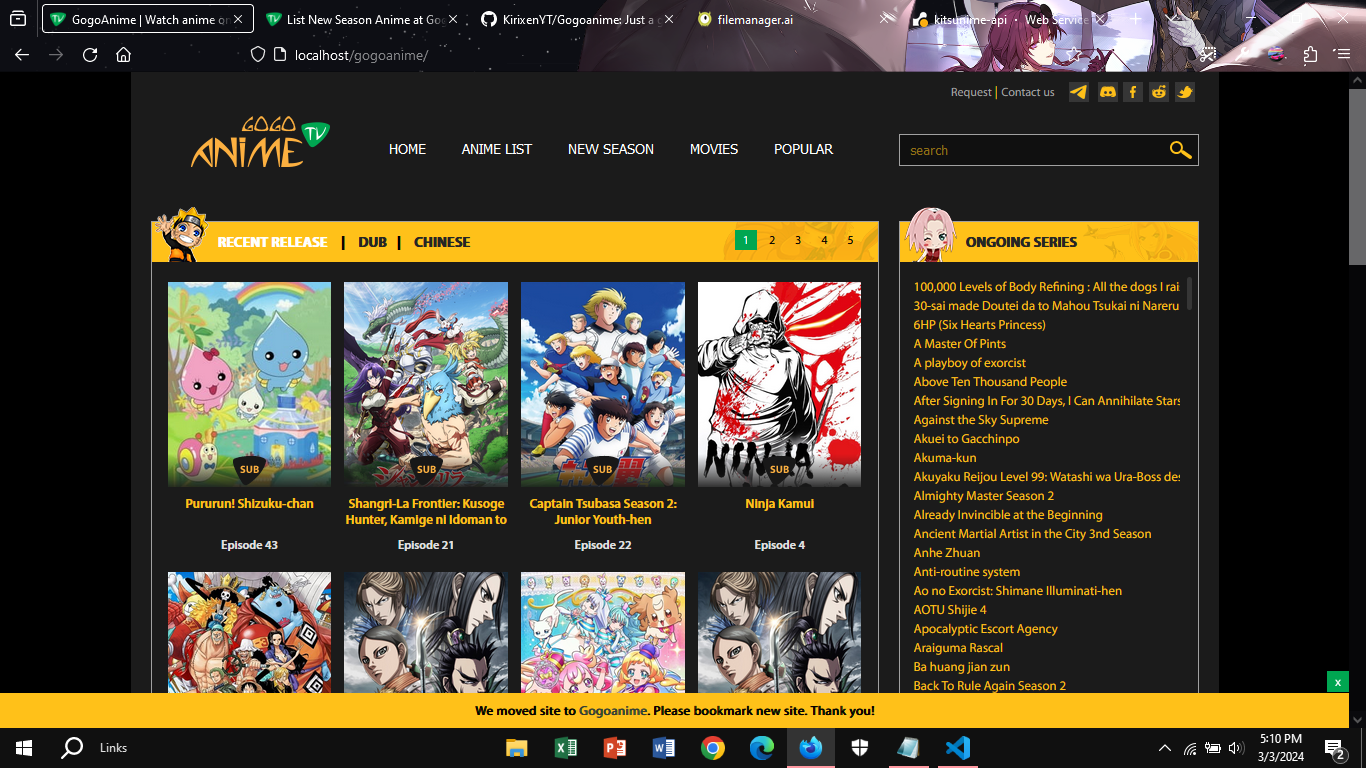 GogoAnime | Watch anime on
List New Season Anime at Gog
KirixenYT/Gogoanime: Just a
filemanager.ai
kitsunime-api · Web Service
localhost/gogoanime/
Request | Contact us
GOGO
ANIME TV
HOME
ANIME LIST
NEW SEASON
MOVIES
POPULAR
search
RECENT RELEASE | DUB | CHINESE
1 2 3 4 5
SUB
SUB
SUB
SUB
NINJA
Pururun! Shizuku-chan
Episode 43
Shangri-La Frontier: Kusoge
Hunter, Kamige ni Idoman to
Episode 21
Captain Tsubasa Season 2:
Junior Youth-hen
Episode 22
Ninja Kamui
Episode 4
ONGOING SERIES
100,000 Levels of Body Refining : All the dogs I rai
30-sai made Doutei da to Mahou Tsukai ni Nareru
6HP (Six Hearts Princess)
A Master Of Pints
A playboy of exorcist
Above Ten Thousand People
After Signing In For 30 Days, I Can Annihilate Stars
Against the Sky Supreme
Akuei to Gacchinpo
Akuma-kun
Akuyaku Reijou Level 99: Watashi wa Ura-Boss des
Almighty Master Season 2
Already Invincible at the Beginning
Ancient Martial Artist in the City 3nd Season
Anhe Zhuan
Anti-routine system
Ao no Exorcist: Shimane Illuminati-hen
AOTU Shijie 4
Apocalyptic Escort Agency
Araiguma Rascal
Ba huang jian zun
Back To Rule Again Season 2
x
We moved site to Gogoanime. Please bookmark new site. Thank you!
Links
5:10 PM
3/3/2024
2